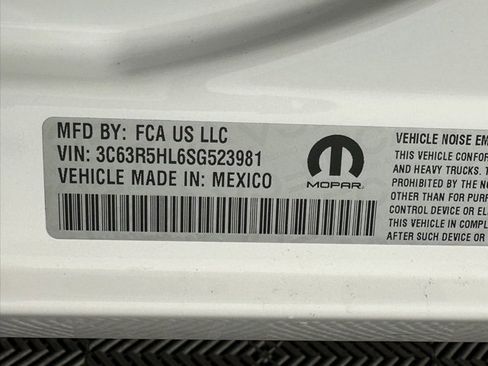 MFD BY: FCA US LLC
VIN: 3C63R5HL6SG523981
VEHICLE MADE IN: MEXICO
MOPAR
VEHICLE NOISE EM
THIS VEHICLE CONFOR
AND HEAVY TRUCKS. T
PROHIBITED BY THE NO
OTHER THAN FOR PURP
CONTROL DEVICE OR EL
THIS VEHICLE IN COMPLE
AFTER SUCH DEVICE OR